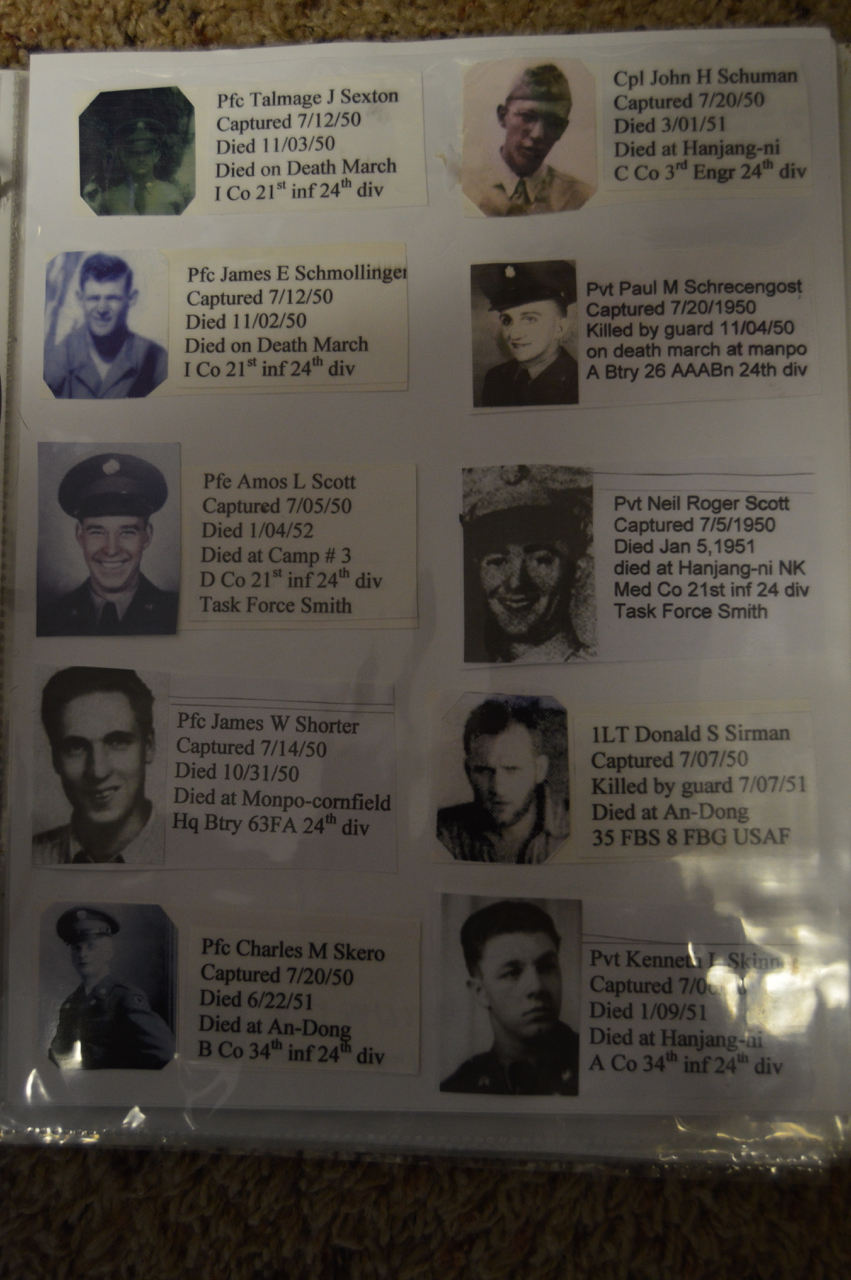 Pfc Talmage J Sexton
Captured 7/12/50
Died 11/03/50
Died on Death March
I Co 21st inf 24th div
Cpl John H Schuman
Captured 7/20/50
Died 3/01/51
Died at Hanjang-ni
C Co 3rd Engr 24th div
Pfc James E Schmollinger
Captured 7/12/50
Died 11/02/50
Died on Death March
I Co 21st inf 24th div
Pvt Paul M Schrecengost
Captured 7/20/1950
Killed by guard 11/04/50
on death march at manpo
A Btry 26 AAABn 24th div
Pfe Amos L Scott
Captured 7/05/50
Died 1/04/52
Died at Camp # 3
D Co 21st inf 24th div
Task Force Smith
Pvt Neil Roger Scott
Captured 7/5/1950
Died Jan 5,1951
died at Hanjang-ni NK
Med Co 21st inf 24 div
Task Force Smith
Pfc James W Shorter
Captured 7/14/50
Died 10/31/50
Died at Monpo-cornfield
Hq Btry 63FA 24th div
1LT Donald S Sirman
Captured 7/07/50
Killed by guard 7/07/51
Died at An-Dong
35 FBS 8 FBG USAF
Pfc Charles M Skero
Captured 7/20/50
Died 6/22/51
Died at An-Dong
B Co 34th inf 24th div
Pvt Kenneth L
Captured
Died 1/09/51
Died at Hanjang-ni
A Co 34th inf 24th div